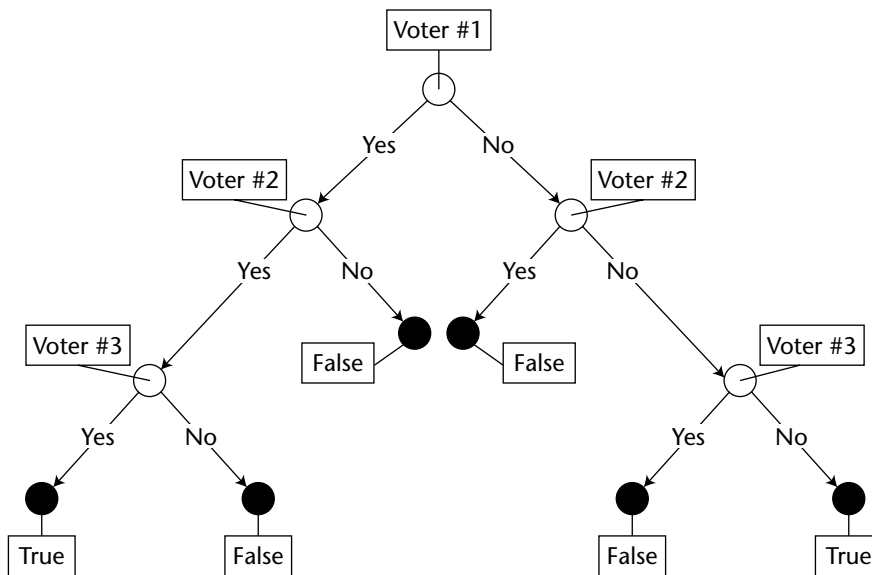 Voter #1
Yes
No
Voter #2
Voter #2
Yes
No
Yes
No
Voter #3
False
False
Voter #3
Yes
No
Yes
No
True
False
False
True